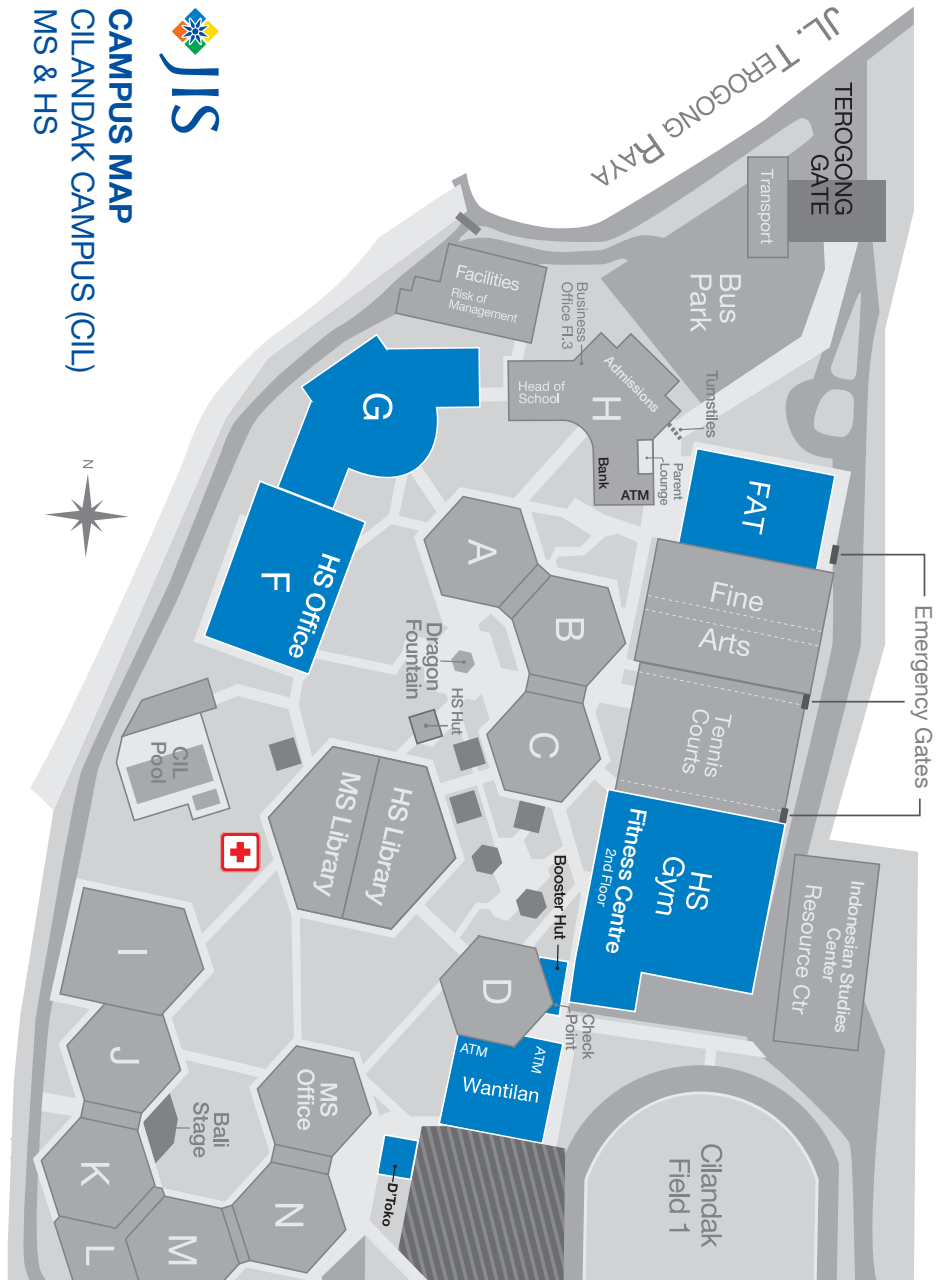 JIS
CAMPUS MAP
CILANDAK CAMPUS (CIL)
MS & HS
JL. TEROGONG RAYA
TEROGONG
GATE
Transport
Bus
Park
Facilities
Risk of
Management
Business
Office Fl.3
Head of
School
H
Admissions
Turnstiles
Parent
Lounge
Bank
ATM
G
FAT
Emergency Gates
F
HS Office
A
B
C
Fine
Arts
Dragon
Fountain
HS Hut
Tennis
Courts
N
CIL
Pool
HS Library
MS Library
HS
Gym
Fitness Centre
2nd Floor
Booster Hut
Indonesian Studies
Center
Resource Ctr
D
Check
Point
ATM
ATM
Wantilan
I
J
K
L
M
N
MS
Office
Bali
Stage
D'Toko
Cilandak
Field 1